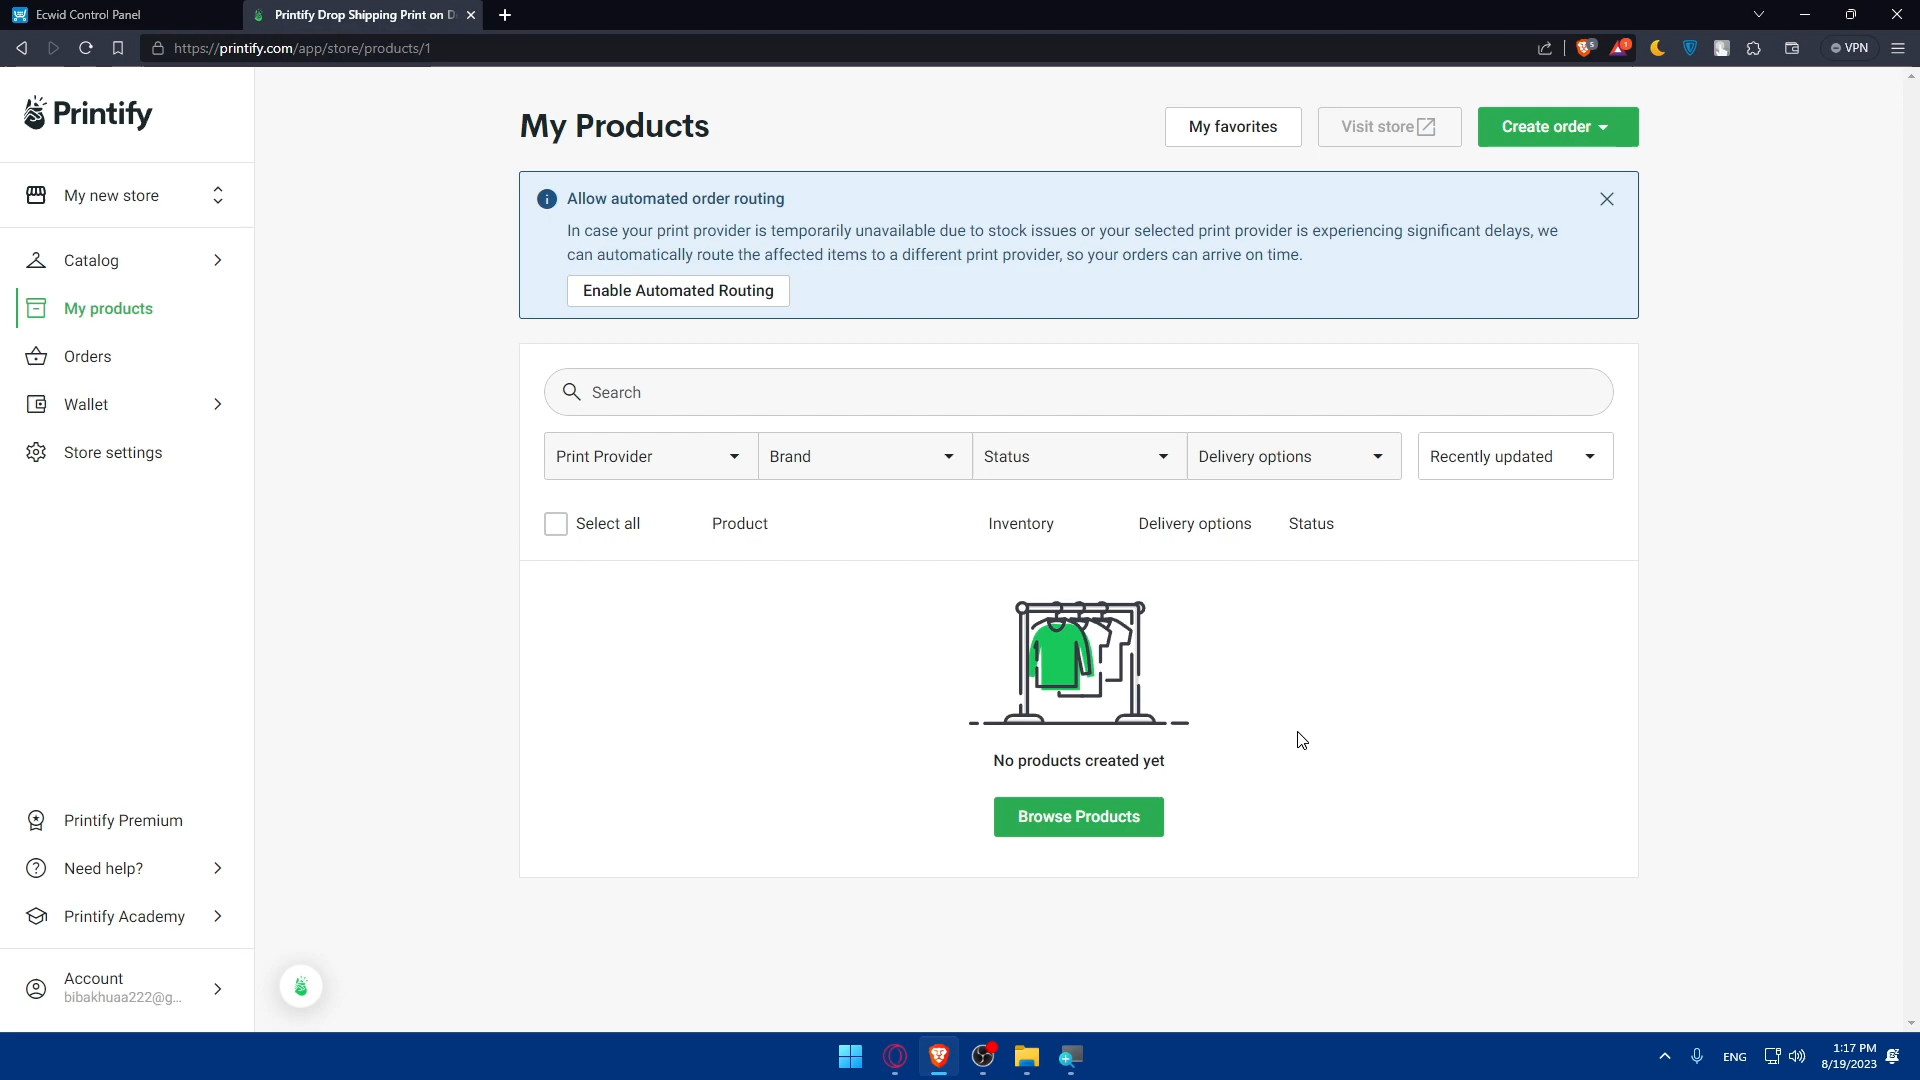 Ecwid Control Panel
Printify Drop Shipping Print on D
https://printify.com/app/store/products/1
5
1
VPN
Printify
My new store
Catalog
My products
Orders
Wallet
Store settings
Printify Premium
Need help?
Printify Academy
Account
bibakhuaa222@g...
My Products
My favorites
Visit store
Create order
Allow automated order routing
In case your print provider is temporarily unavailable due to stock issues or your selected print provider is experiencing significant delays, we
can automatically route the affected items to a different print provider, so your orders can arrive on time.
Enable Automated Routing
Search
Print Provider
Brand
Status
Delivery options
Recently updated
Select all
Product
Inventory
Delivery options
Status
No products created yet
Browse Products
ENG
1:17 PM
8/19/2023